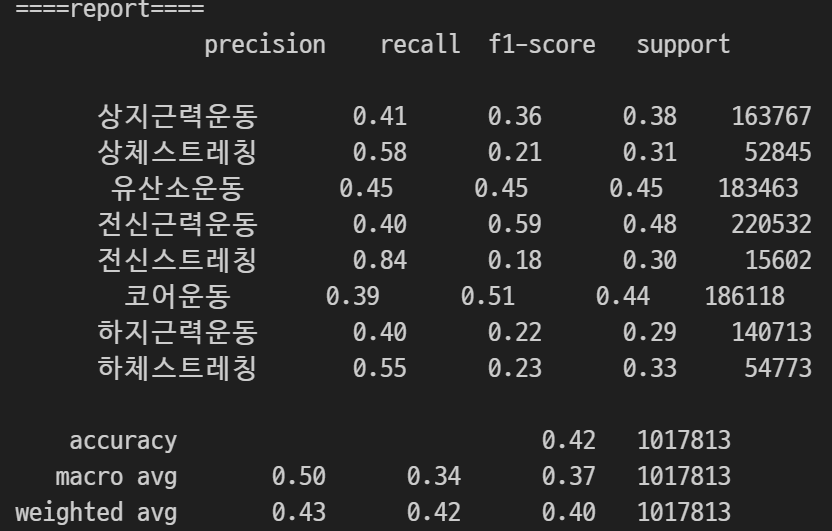 ====report====
precision recall f1-score support
상지근력운동 0.41 0.36 0.38 163767
상체스트레칭 0.58 0.21 0.31 52845
유산소운동 0.45 0.45 0.45 183463
전신근력운동 0.40 0.59 0.48 220532
전신스트레칭 0.84 0.18 0.30 15602
코어운동 0.39 0.51 0.44 186118
하지근력운동 0.40 0.22 0.29 140713
하체스트레칭 0.55 0.23 0.33 54773
accuracy 0.42 1017813
macro avg 0.50 0.34 0.37 1017813
weighted avg 0.43 0.42 0.40 1017813